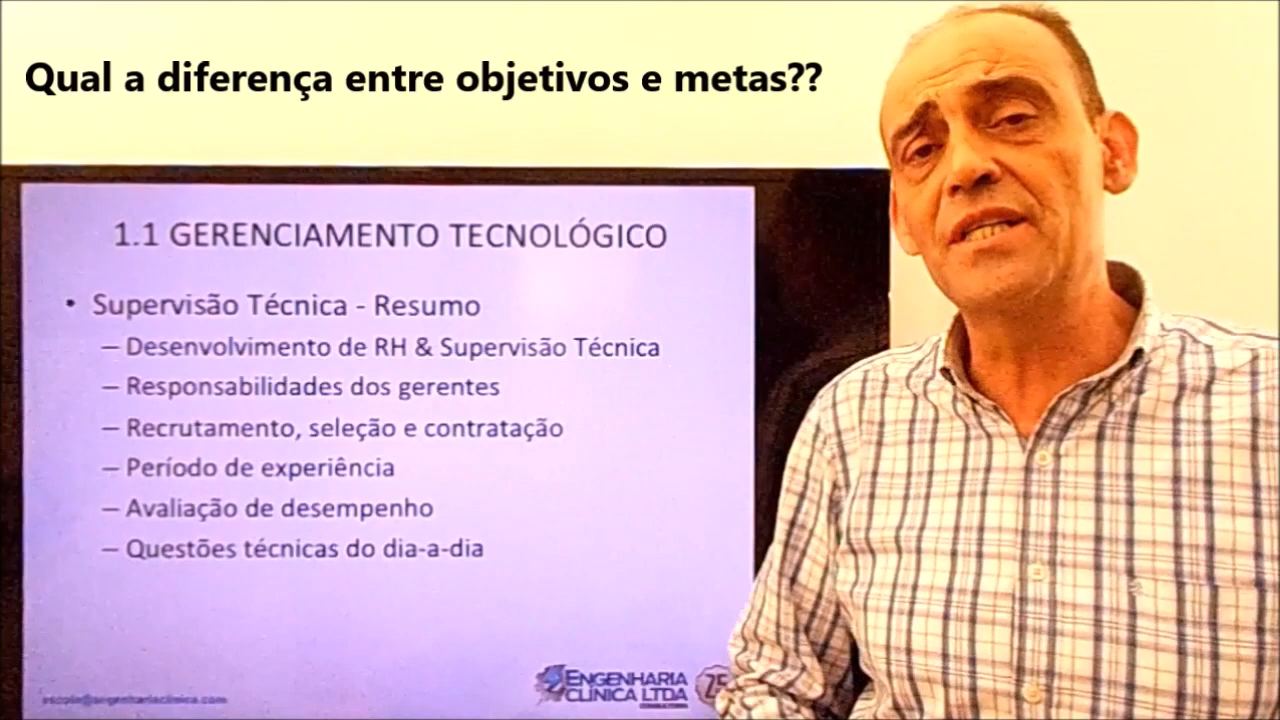 Qual a diferença entre objetivos e metas??
1.1 GERENCIAMENTO TECNOLÓGICO
• Supervisão Técnica - Resumo
– Desenvolvimento de RH & Supervisão Técnica
– Responsabilidades dos gerentes
– Recrutamento, seleção e contratação
– Período de experiência
– Avaliação de desempenho
– Questões técnicas do dia-a-dia
ENGENHARIA
CLÍNICA LTDA
25